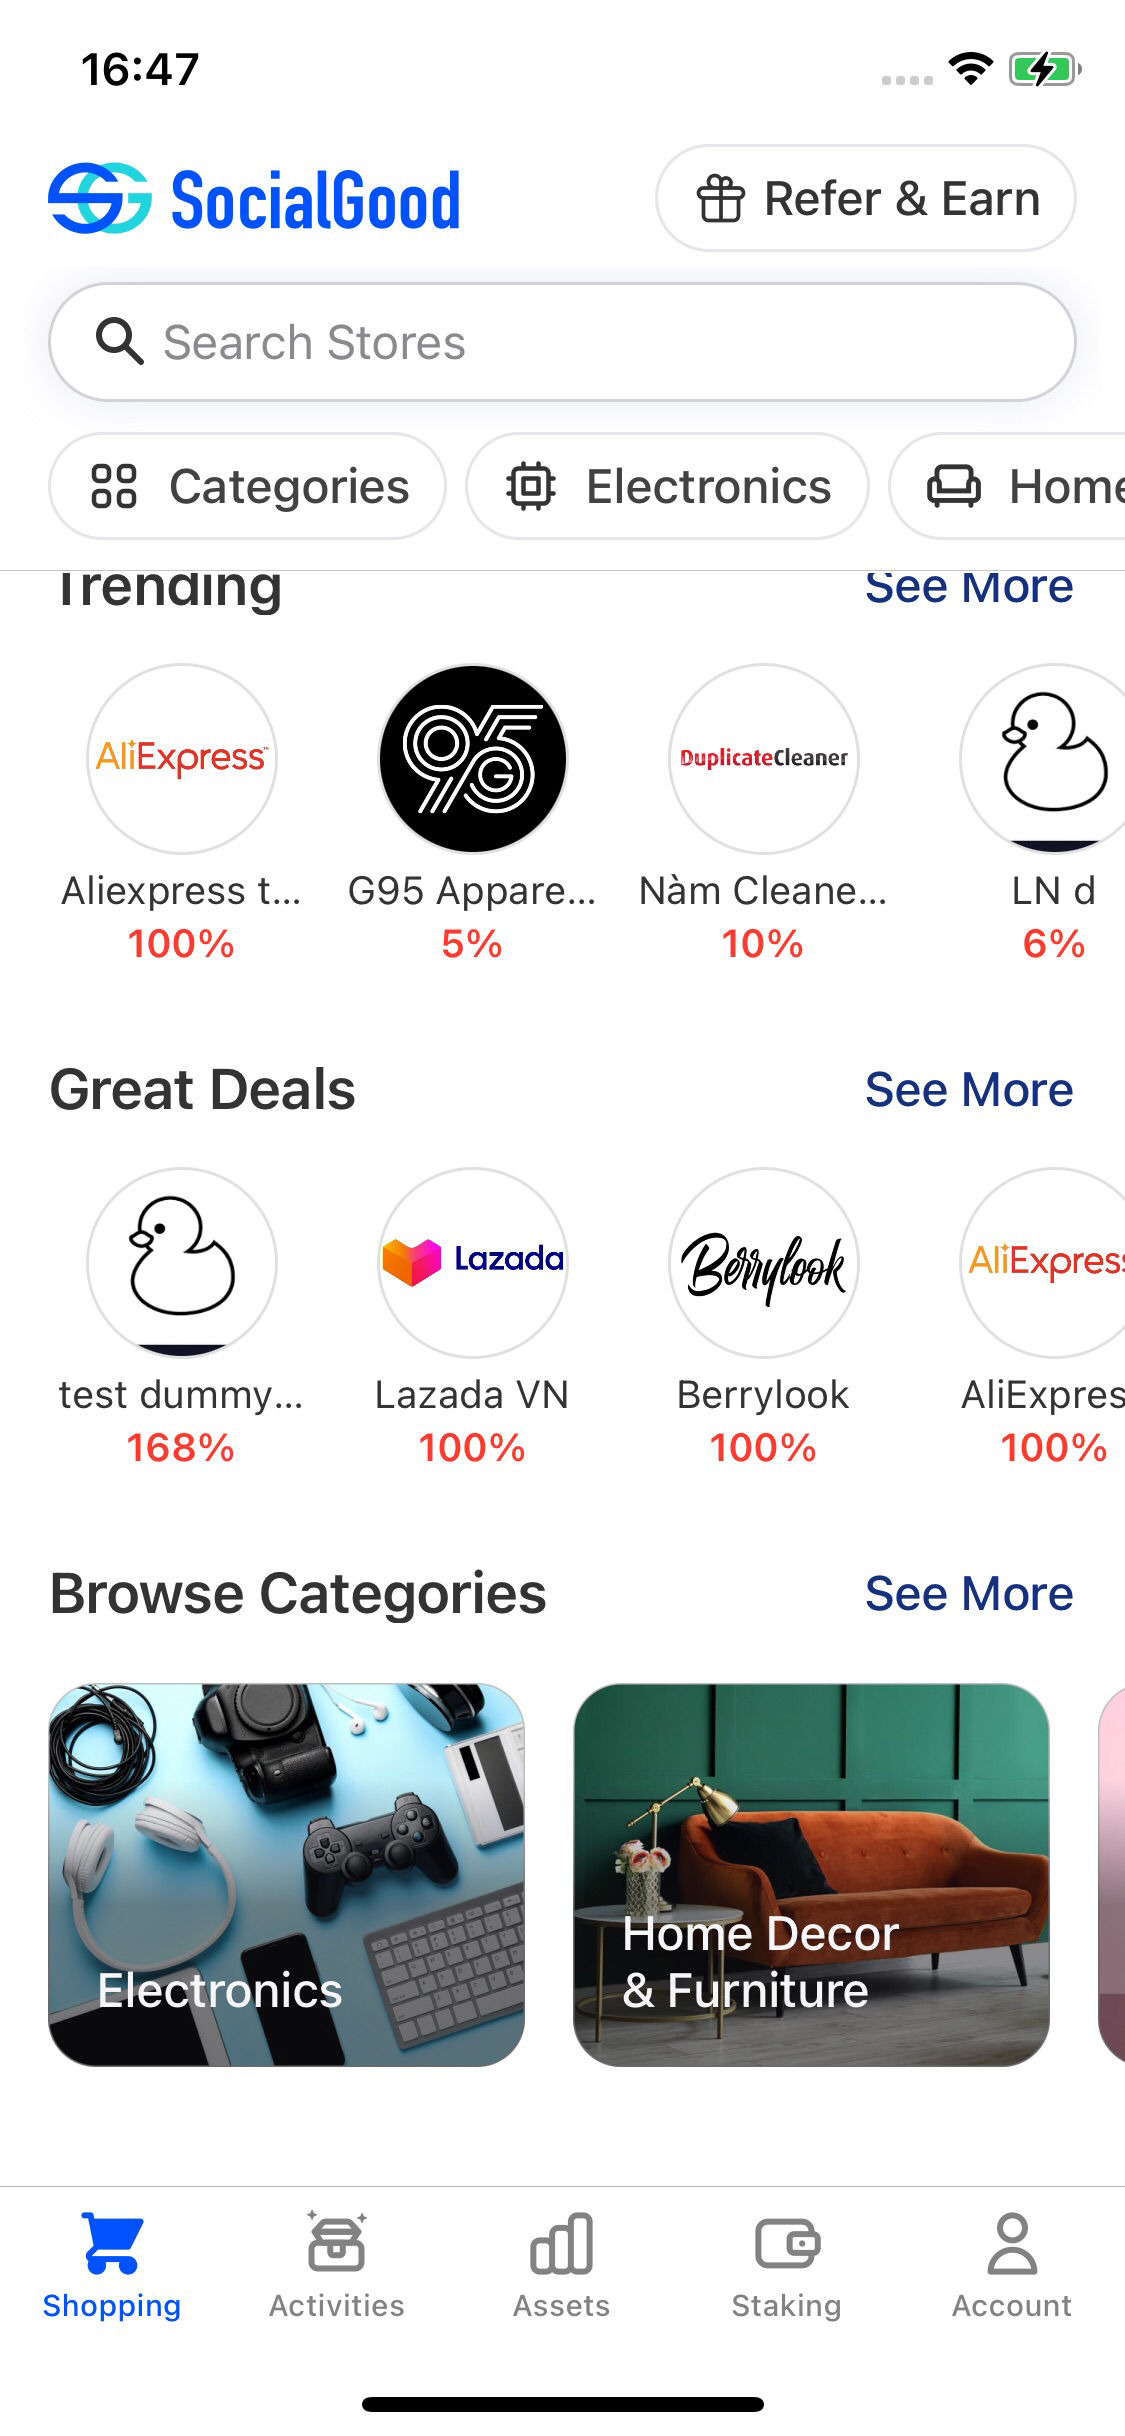 16:47
SocialGood
Refer & Earn
Search Stores
Categories
Electronics
Home
Trending
See More
AliExpress™
95G
DuplicateCleaner
Aliexpress t...
G95 Appare...
Nàm Cleane...
LN d
100%
5%
10%
6%
Great Deals
See More
Lazada
Berrylook
AliExpress
test dummy...
Lazada VN
Berrylook
AliExpres
168%
100%
100%
100%
Browse Categories
See More
Electronics
Home Decor
& Furniture
Shopping
Activities
Assets
Staking
Account